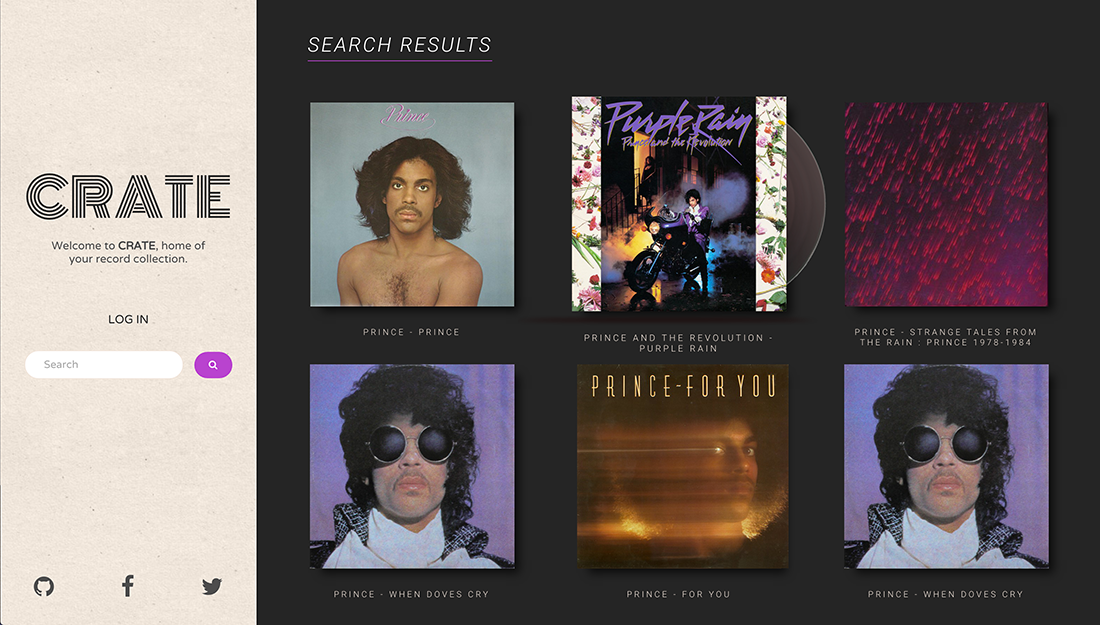 CRATE
Welcome to CRATE, home of
your record collection.
LOG IN
Search
SEARCH RESULTS
Prince
PRINCE - PRINCE
Purple Rain
Prince and the Revolution
PRINCE AND THE REVOLUTION -
PURPLE RAIN
PRINCE - STRANGE TALES FROM
THE RAIN : PRINCE 1978-1984
PRINCE - WHEN DOVES CRY
PRINCE-FOR YOU
PRINCE - FOR YOU
PRINCE - WHEN DOVES CRY